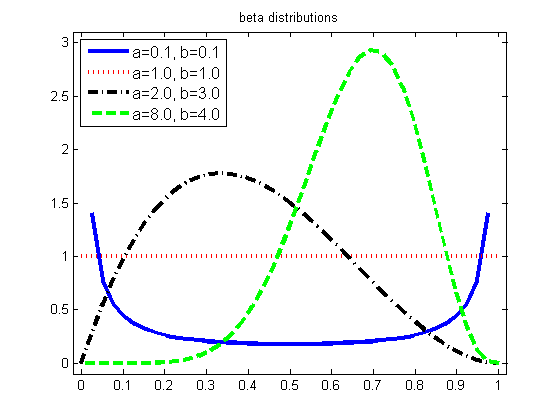 beta distributions
a=0.1, b=0.1
a=1.0, b=1.0
a=2.0, b=3.0
a=8.0, b=4.0
3
2.5
2
1.5
1
0.5
0
0 0.1 0.2 0.3 0.4 0.5 0.6 0.7 0.8 0.9 1